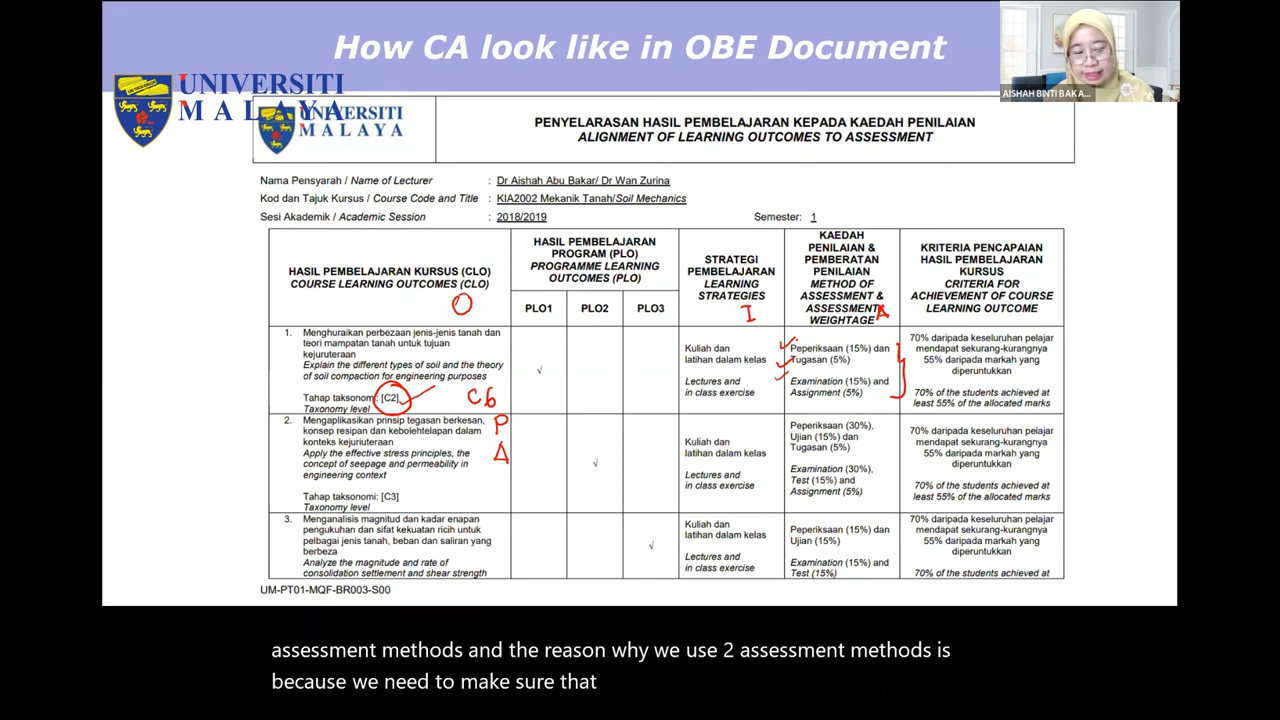 How CA look like in OBE Document
AISHAH BINTI BAKA...
UNIVERSITI
MALAYA
UNIVERSITI
MALAYA
PENYELARASAN HASIL PEMBELAJARAN KEPADA KAEDAH PENILAIAN
ALIGNMENT OF LEARNING OUTCOMES TO ASSESSMENT
Nama Pensyarah / Name of Lecturer : Dr Aishah Abu Bakar/ Dr Wan Zurina
Kod dan Tajuk Kursus / Course Code and Title : KIA2002 Mekanik Tanah/Soil Mechanics
Sesi Akademik / Academic Session : 2018/2019 Semester: 1
HASIL PEMBELAJARAN KURSUS (CLO)
COURSE LEARNING OUTCOMES (CLO)
O
HASIL PEMBELAJARAN
PROGRAM (PLO)
PROGRAMME LEARNING
OUTCOMES (PLO)
PLO1 PLO2 PLO3
STRATEGI
PEMBELAJARAN
LEARNING
STRATEGIES
I
KAEDAH
PENILAIAN &
PEMBERATAN
PENILAIAN
METHOD OF
ASSESSMENT &
ASSESSMENT
WEIGHTAGE
A
KRITERIA PENCAPAIAN
HASIL PEMBELAJARAN
KURSUS
CRITERIA FOR
ACHIEVEMENT OF COURSE
LEARNING OUTCOME
1. Menghuraikan perbezaan jenis-jenis tanah dan
teori mampatan tanah untuk tujuan
kejuruteraan
Explain the different types of soil and the theory
of soil compaction for engineering purposes
Tahap taksonomi: [C2]
Taxonomy level
C6
P
A
√
Kuliah dan
latihan dalam kelas
Lectures and
in class exercise
Peperiksaan (15%) dan
Tugasan (5%)
Examination (15%) and
Assignment (5%)
70% daripada keseluruhan pelajar
mendapat sekurang-kurangnya
55% daripada markah yang
diperuntukkan
70% of the students achieved at
least 55% of the allocated marks
2. Mengaplikasikan prinsip tegasan berkesan,
konsep resipan dan kebolehtelapan dalam
konteks kejuriuteraan
Apply the effective stress principles, the
concept of seepage and permeability in
engineering context
Tahap taksonomi: [C3]
Taxonomy level
√
Kuliah dan
latihan dalam kelas
Lectures and
in class exercise
Peperiksaan (30%),
Ujian (15%) dan
Tugasan (5%)
Examination (30%),
Test (15%) and
Assignment (5%)
70% daripada keseluruhan pelajar
mendapat sekurang-kurangnya
55% daripada markah yang
diperuntukkan
70% of the students achieved at
least 55% of the allocated marks
3. Menganalisis magnitud dan kadar enapan
pengukuhan dan sifat kekuatan ricih untuk
pelbagai jenis tanah, beban dan saliran yang
berbeza
Analyze the magnitude and rate of
consolidation settlement and shear strength
√
Kuliah dan
latihan dalam kelas
Lectures and
in class exercise
Peperiksaan (15%) dan
Ujian (15%)
Examination (15%) and
Test (15%)
70% daripada keseluruhan pelajar
mendapat sekurang-kurangnya
55% daripada markah yang
diperuntukkan
70% of the students achieved at
UM-PT01-MQF-BR003-S00
assessment methods and the reason why we use 2 assessment methods is
because we need to make sure that